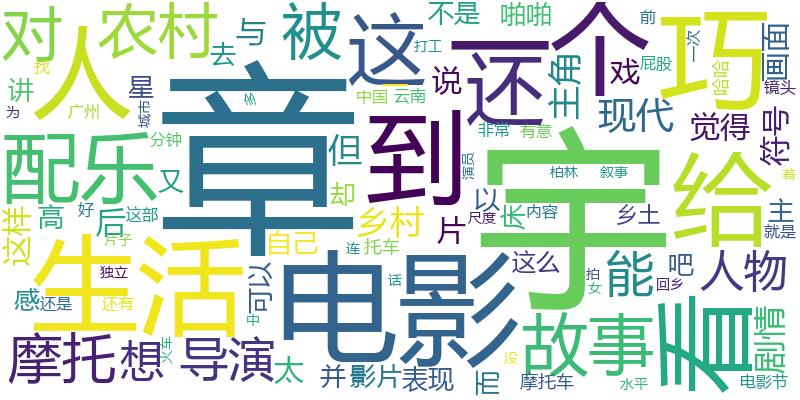 对
人
农村
与
被
这
不是
啪啪
一个
还
巧
前
打工
一次
屁股
画面
哈哈
镜头
讲
找
去
星
广州
城市
为
多
中国
云南
说
主角
戏
现代
觉得
符号
分钟
配乐
章
但
到
非常
有意
演员
宇
柏林
叙事
给
着
又
却
以
床
内容
尺度
乡土
主
就是
这样
高
好
后
这部
片子
乡村
自己
片
连
托车
生活
独立
还有
感
还是
可以
中
电影
话
这么
能
吧
拍
女
回乡
人物
看
故事
剧情
摩托
想
火车
导演
太
并
影片
表现
而
没
摩托车
水平
电影节